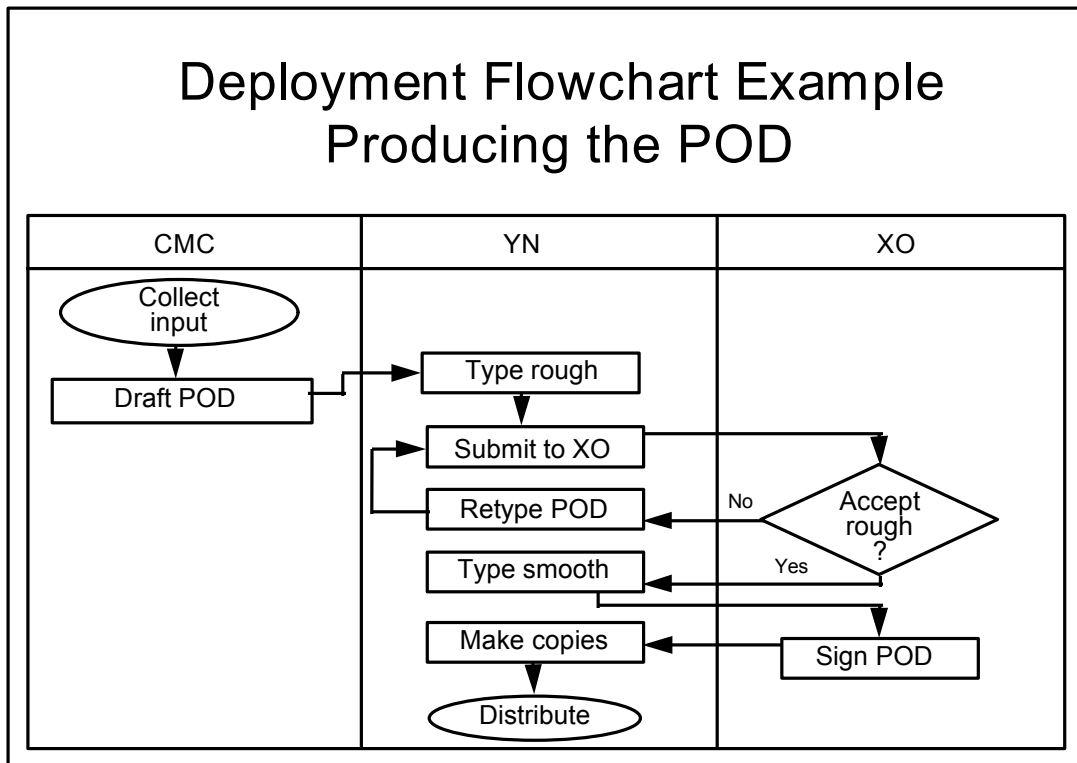 Deployment Flowchart Example
Producing the POD
CMC
YN
XO
Collect
input
Draft POD
Type rough
Submit to XO
Accept
rough
?
No
Retype POD
Yes
Type smooth
Sign POD
Make copies
Distribute